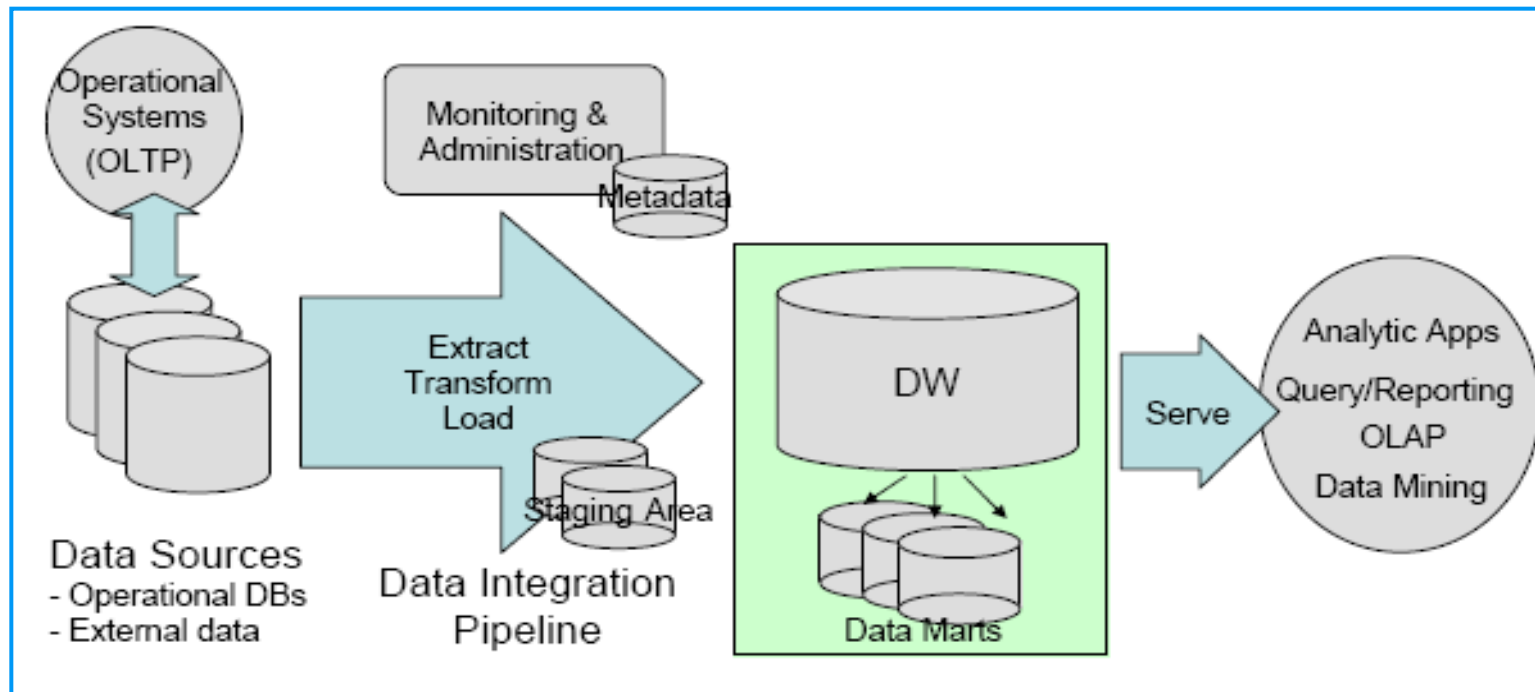 Operational
Systems
(OLTP)
Monitoring &
Administration
Metadata
Extract
Transform
Load
Staging Area
DW
Data Marts
Serve
Analytic Apps
Query/Reporting
OLAP
Data Mining
Data Sources
- Operational DBs
- External data
Data Integration
Pipeline